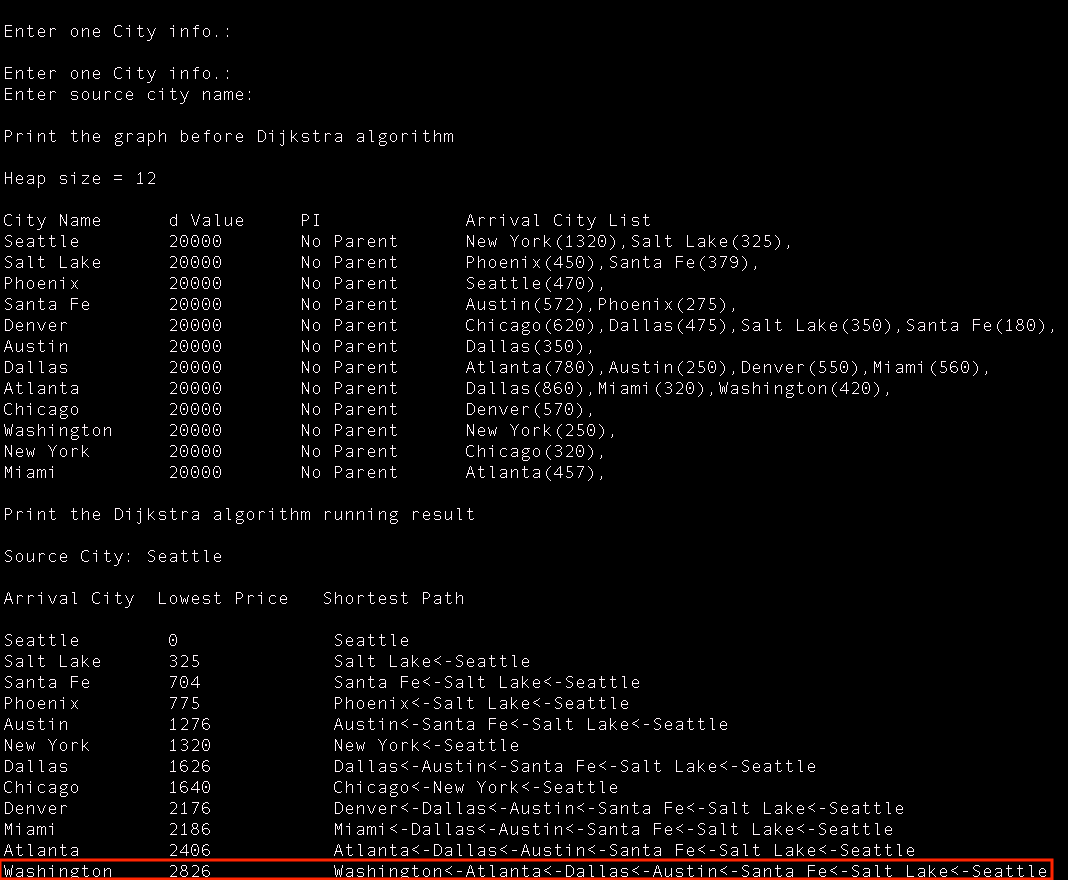 Enter one City info.:
Enter one City info.:
Enter source city name:
Print the graph before Dijkstra algorithm
Heap size = 12
City Name d Value PI Arrival City List
Seattle 20000 No Parent New York(1320),Salt Lake(325),
Salt Lake 20000 No Parent Phoenix(450),Santa Fe(379),
Phoenix 20000 No Parent Seattle(470),
Santa Fe 20000 No Parent Austin(572),Phoenix(275),
Denver 20000 No Parent Chicago(620),Dallas(475),Salt Lake(350),Santa Fe(180),
Austin 20000 No Parent Dallas(350),
Dallas 20000 No Parent Atlanta(780),Austin(250),Denver(550),Miami(560),
Atlanta 20000 No Parent Dallas(860),Miami(320),Washington(420),
Chicago 20000 No Parent Denver(570),
Washington 20000 No Parent New York(250),
New York 20000 No Parent Chicago(320),
Miami 20000 No Parent Atlanta(457),
Print the Dijkstra algorithm running result
Source City: Seattle
Arrival City Lowest Price Shortest Path
Seattle 0 Seattle
Salt Lake 325 Salt Lake<-Seattle
Santa Fe 704 Santa Fe<-Salt Lake<-Seattle
Phoenix 775 Phoenix<-Salt Lake<-Seattle
Austin 1276 Austin<-Santa Fe<-Salt Lake<-Seattle
New York 1320 New York<-Seattle
Dallas 1626 Dallas<-Austin<-Santa Fe<-Salt Lake<-Seattle
Chicago 1640 Chicago<-New York<-Seattle
Denver 2176 Denver<-Dallas<-Austin<-Santa Fe<-Salt Lake<-Seattle
Miami 2186 Miami<-Dallas<-Austin<-Santa Fe<-Salt Lake<-Seattle
Atlanta 2406 Atlanta<-Dallas<-Austin<-Santa Fe<-Salt Lake<-Seattle
Washington 2826 Washington<-Atlanta<-Dallas<-Austin<-Santa Fe<-Salt Lake<-Seattle